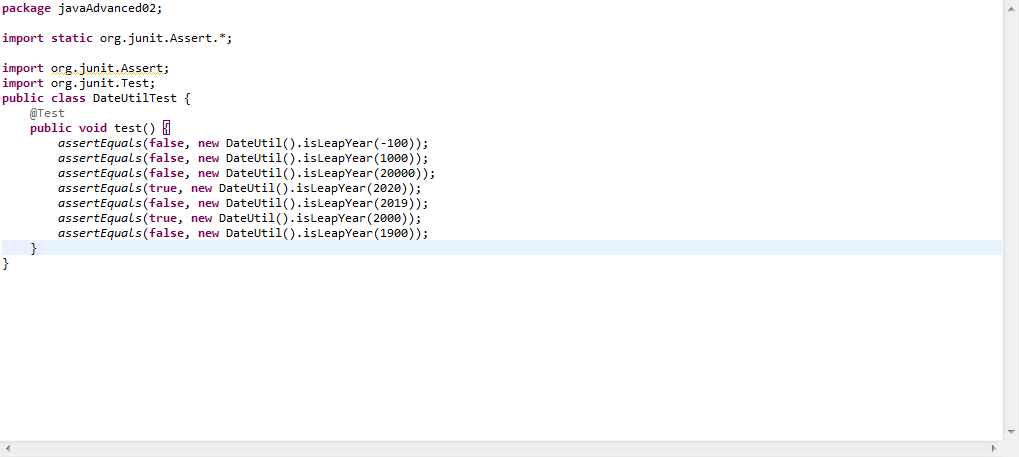 package javaAdvanced02;
import static org.junit.Assert.*;
import org.junit.Assert;
import org.junit.Test;
public class DateUtilTest {
@Test
public void test() {
assertEquals(false, new DateUtil().isLeapYear(-100));
assertEquals(false, new DateUtil().isLeapYear(1000));
assertEquals(false, new DateUtil().isLeapYear(20000));
assertEquals(true, new DateUtil().isLeapYear(2020));
assertEquals(false, new DateUtil().isLeapYear(2019));
assertEquals(true, new DateUtil().isLeapYear(2000));
assertEquals(false, new DateUtil().isLeapYear(1900));
}
}